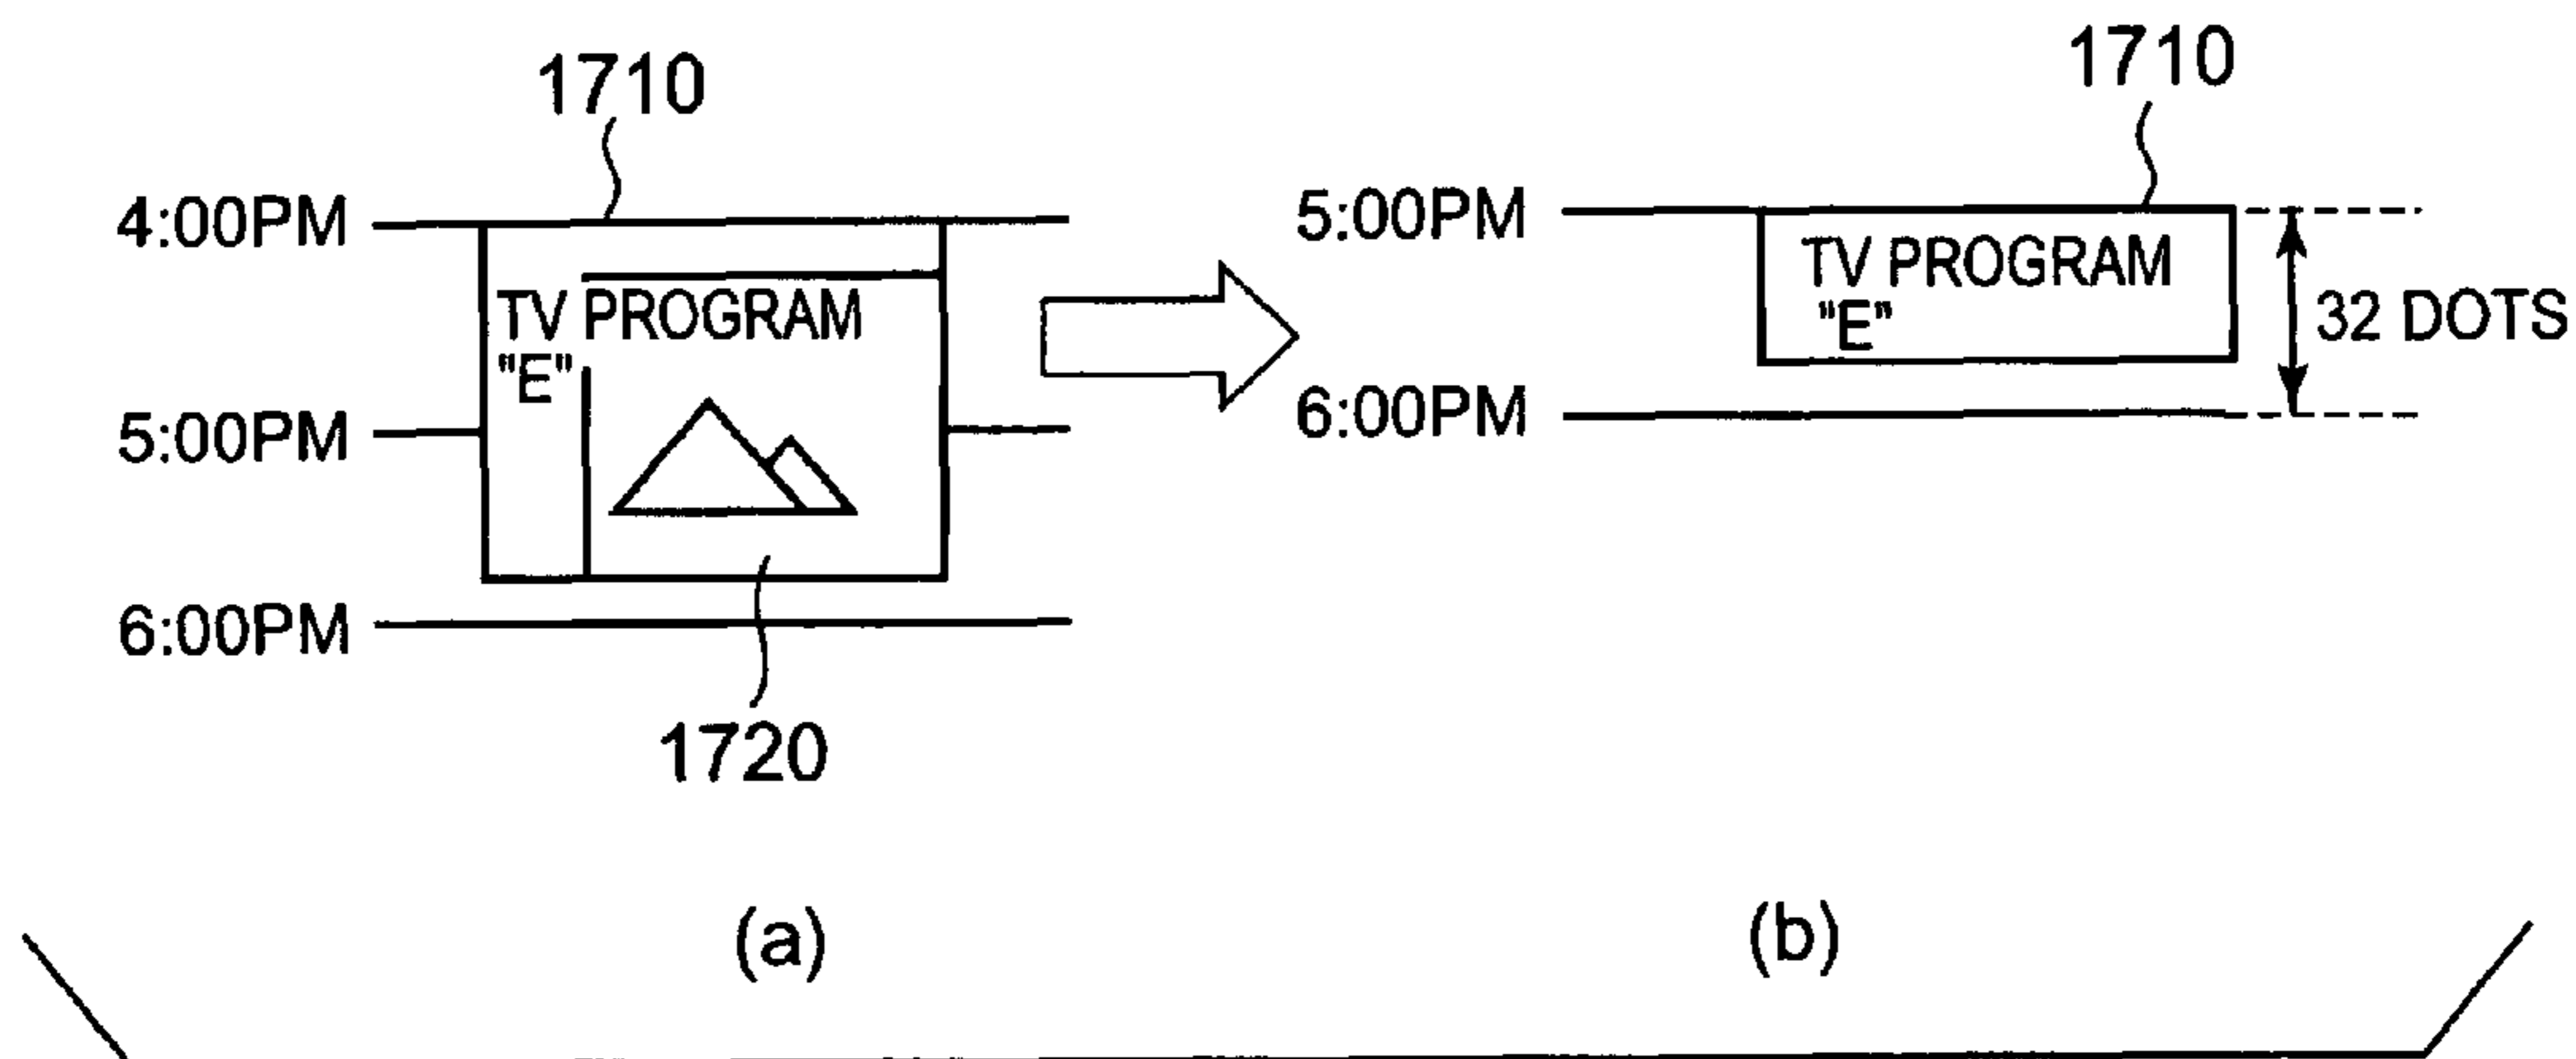 1710
4:00PM
TV PROGRAM
"E"
5:00PM
6:00PM
1720
(a)
1710
5:00PM
TV PROGRAM
"E"
32 DOTS
6:00PM
(b)